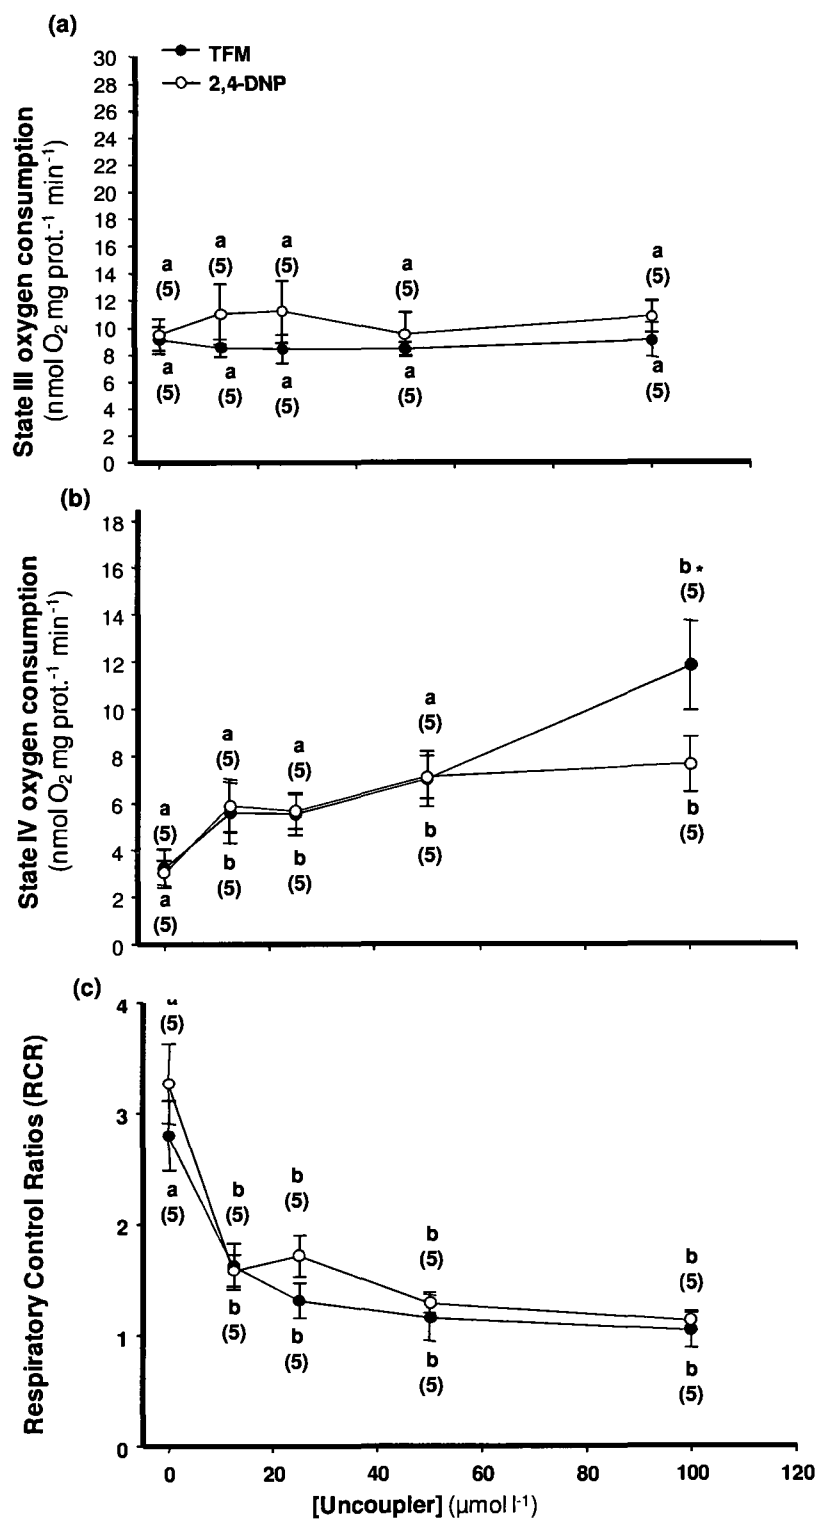 (a)
TFM
2,4-DNP
State III oxygen consumption
(nmol O2 mg prot.-1 min-1)
30
28
26
24
22
20
18
16
14
12
10
8
6
4
2
0
a a a a a
(5) (5) (5) (5) (5)
a a a a a
(5) (5) (5) (5) (5)
(b)
State IV oxygen consumption
(nmol O2 mg prot.-1 min-1)
18
16
14
12
10
8
6
4
2
0
a a a a b*
(5) (5) (5) (5) (5)
a b b b b
(5) (5) (5) (5) (5)
(c)
Respiratory Control Ratios (RCR)
4
3
2
1
0
(5)
b b b b
(5) (5) (5) (5)
a b b b b
(5) (5) (5) (5) (5)
0 20 40 60 80 100 120
[Uncoupler] (μmol l-1)